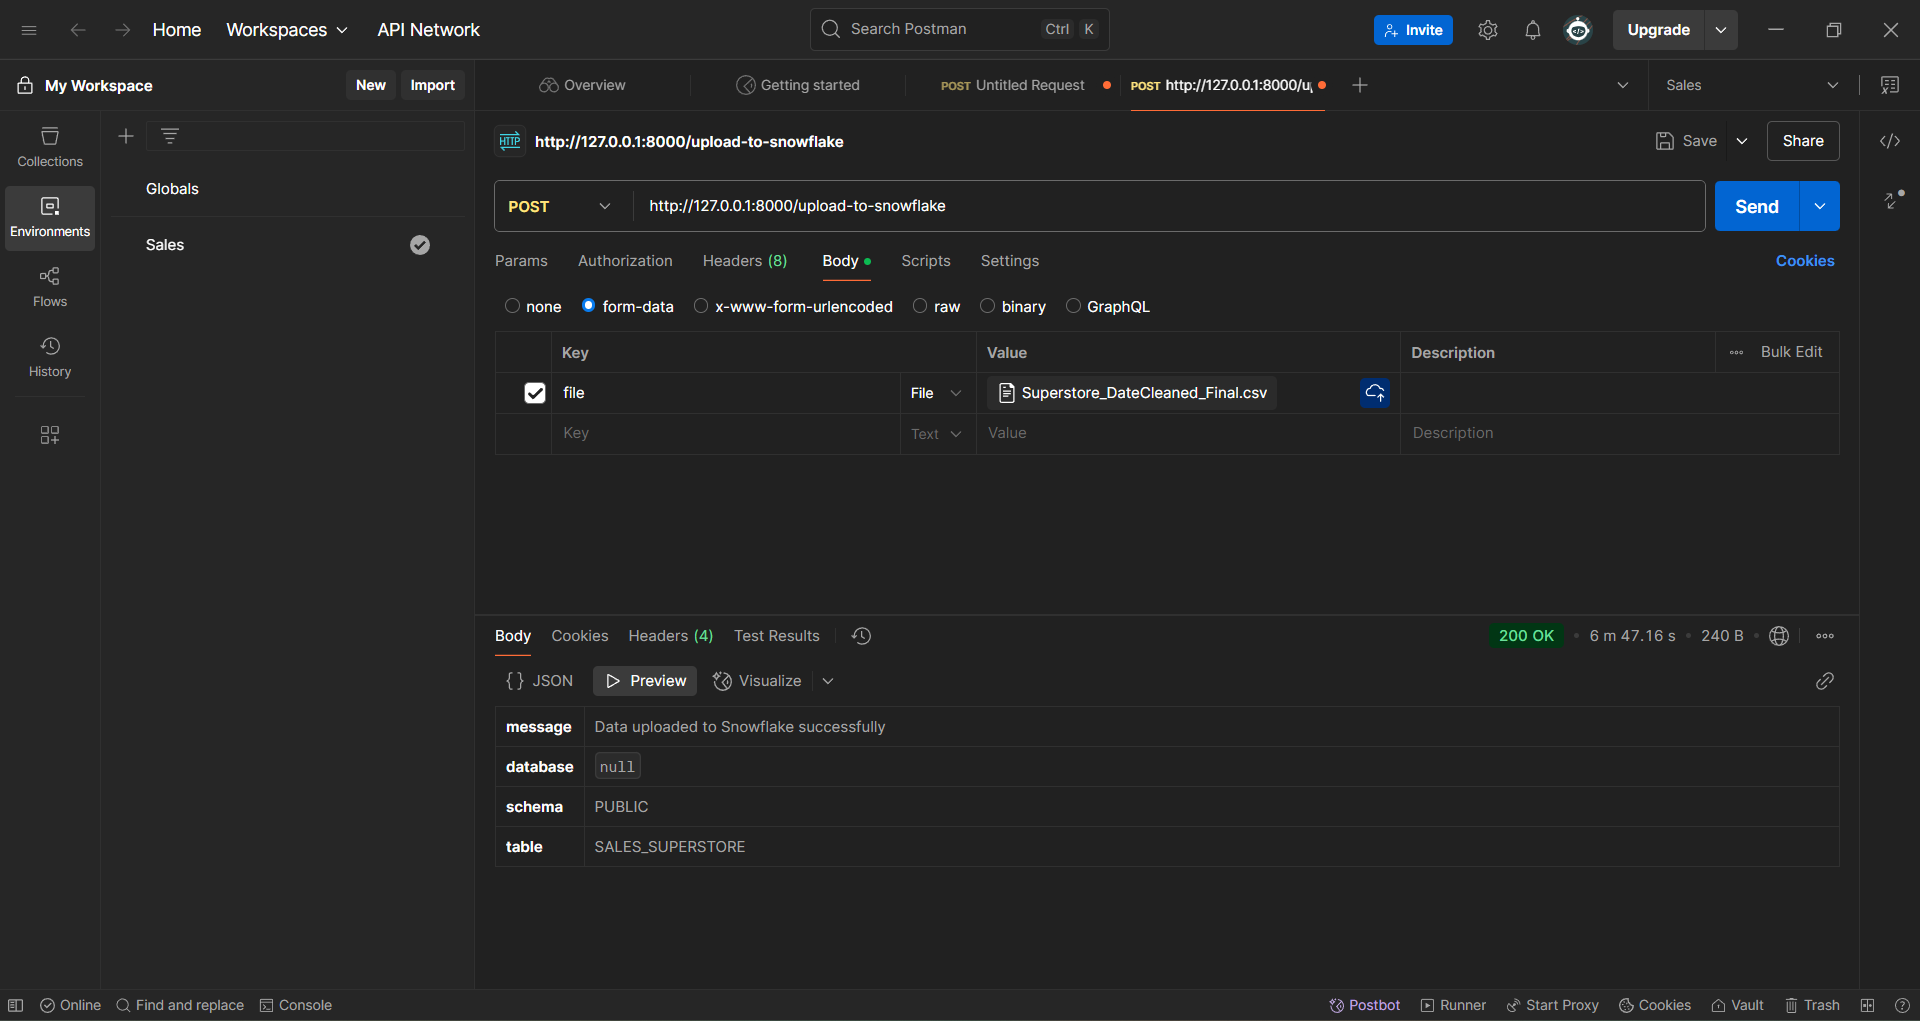 Home Workspaces API Network Search Postman Ctrl K Invite Upgrade
My Workspace New Import Overview Getting started POST Untitled Request POST http://127.0.0.1:8000/u Sales
Collections
Environments
Flows
History
Globals
Sales
HTTP http://127.0.0.1:8000/upload-to-snowflake Save Share
POST http://127.0.0.1:8000/upload-to-snowflake Send
Params Authorization Headers (8) Body Scripts Settings Cookies
none form-data x-www-form-urlencoded raw binary GraphQL
Key Value Description Bulk Edit
file File Superstore_DateCleaned_Final.csv
Key Text Value Description
Body Cookies Headers (4) Test Results 200 OK • 6 m 47.16 s • 240 B
{} JSON Preview Visualize
message Data uploaded to Snowflake successfully
database null
schema PUBLIC
table SALES_SUPERSTORE
Online Find and replace Console Postbot Runner Start Proxy Cookies Vault Trash